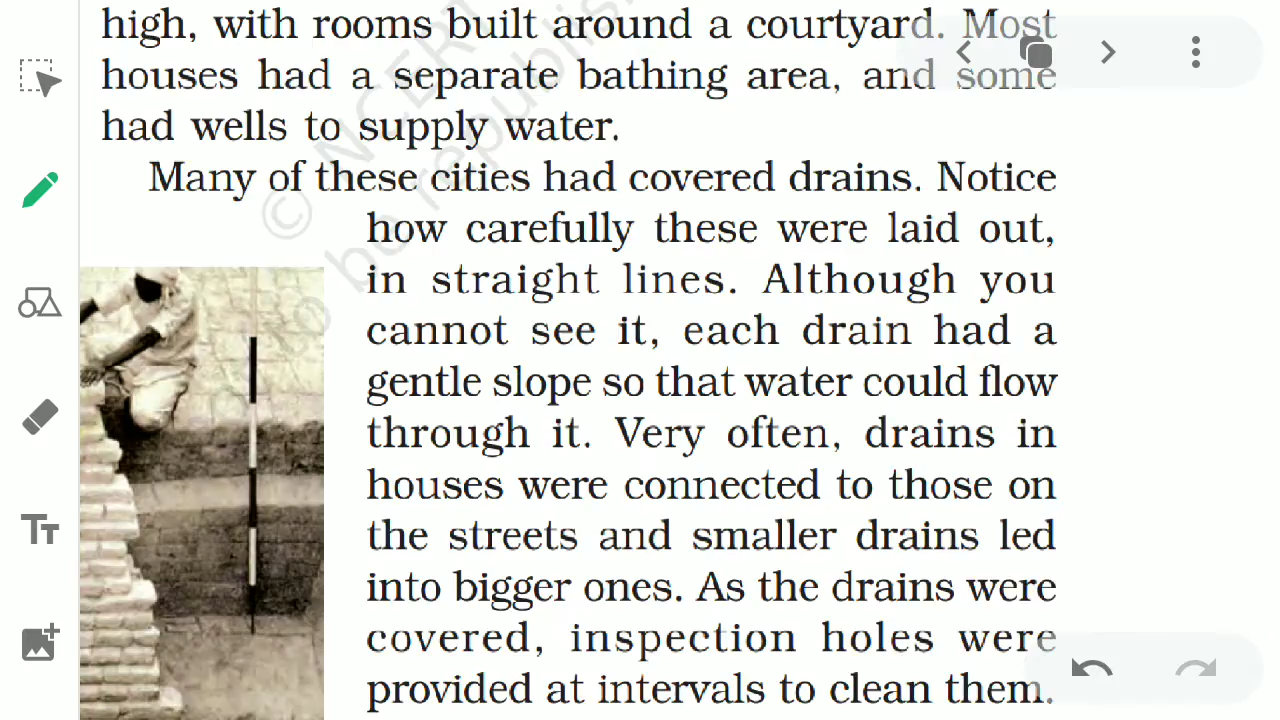 high, with rooms built around a courtyard. Most
houses had a separate bathing area, and some
had wells to supply water.
Many of these cities had covered drains. Notice
how carefully these were laid out,
in straight lines. Although you
cannot see it, each drain had a
gentle slope so that water could flow
through it. Very often, drains in
houses were connected to those on
the streets and smaller drains led
into bigger ones. As the drains were
covered, inspection holes were
provided at intervals to clean them.
© NCERT
be republis
TT